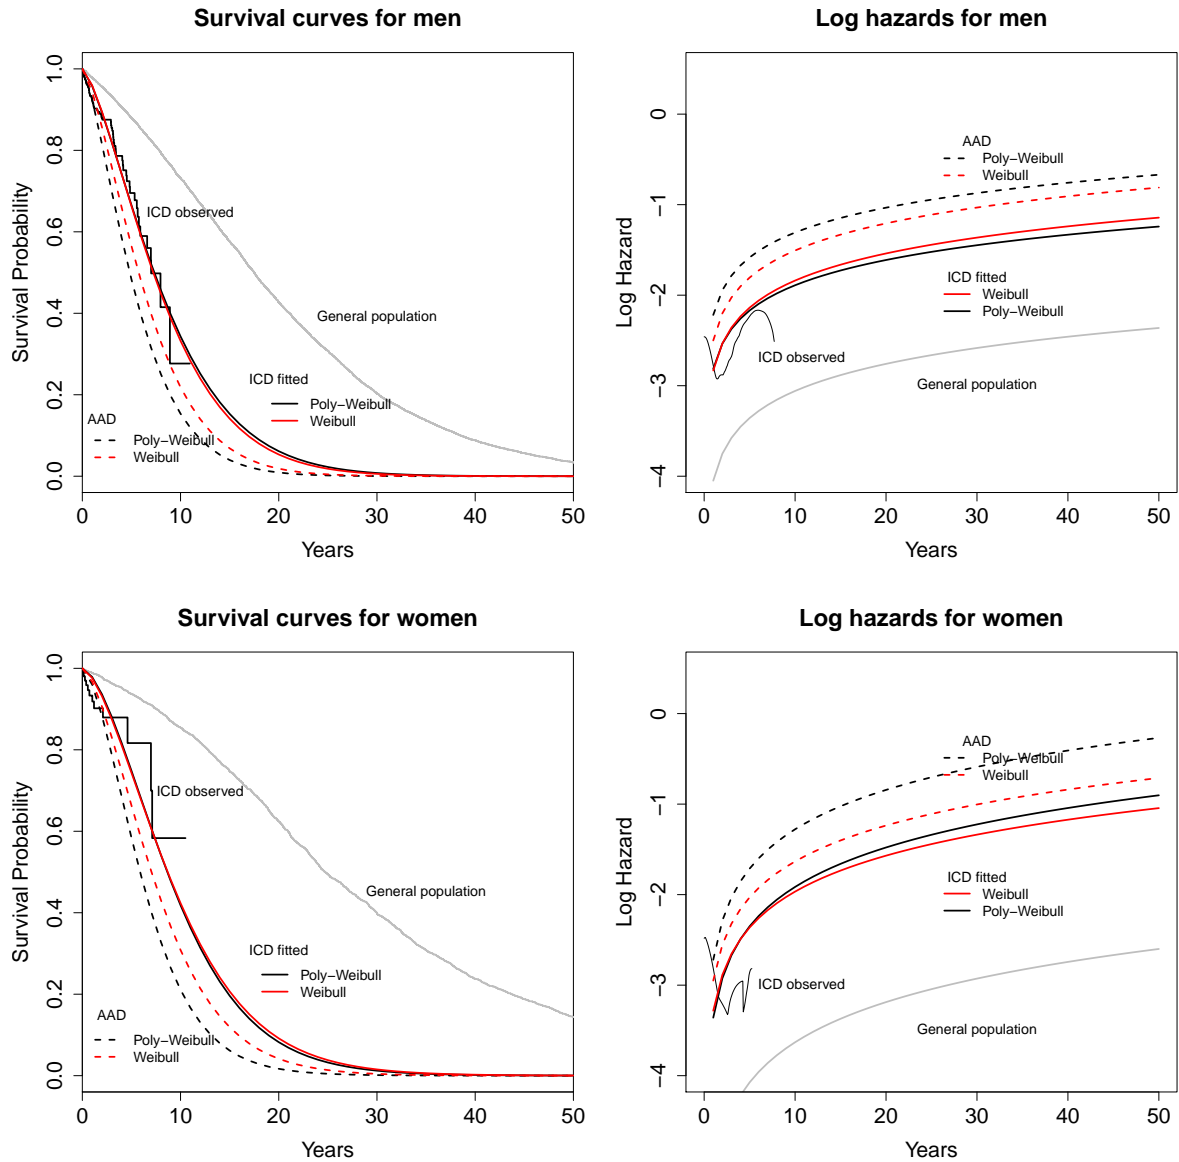 Survival curves for men
Survival Probability
1.0
0.8
0.6
0.4
0.2
0.0
ICD observed
General population
ICD fitted
Poly−Weibull
Weibull
AAD
Poly−Weibull
Weibull
0 10 20 30 40 50
Years
Log hazards for men
Log Hazard
0
−1
−2
−3
−4
AAD
Poly−Weibull
Weibull
ICD fitted
Weibull
Poly−Weibull
ICD observed
General population
0 10 20 30 40 50
Years
Survival curves for women
Survival Probability
1.0
0.8
0.6
0.4
0.2
0.0
ICD observed
General population
ICD fitted
Poly−Weibull
Weibull
AAD
Poly−Weibull
Weibull
0 10 20 30 40 50
Years
Log hazards for women
Log Hazard
0
−1
−2
−3
−4
AAD
Poly−Weibull
Weibull
ICD fitted
Weibull
Poly−Weibull
ICD observed
General population
0 10 20 30 40 50
Years